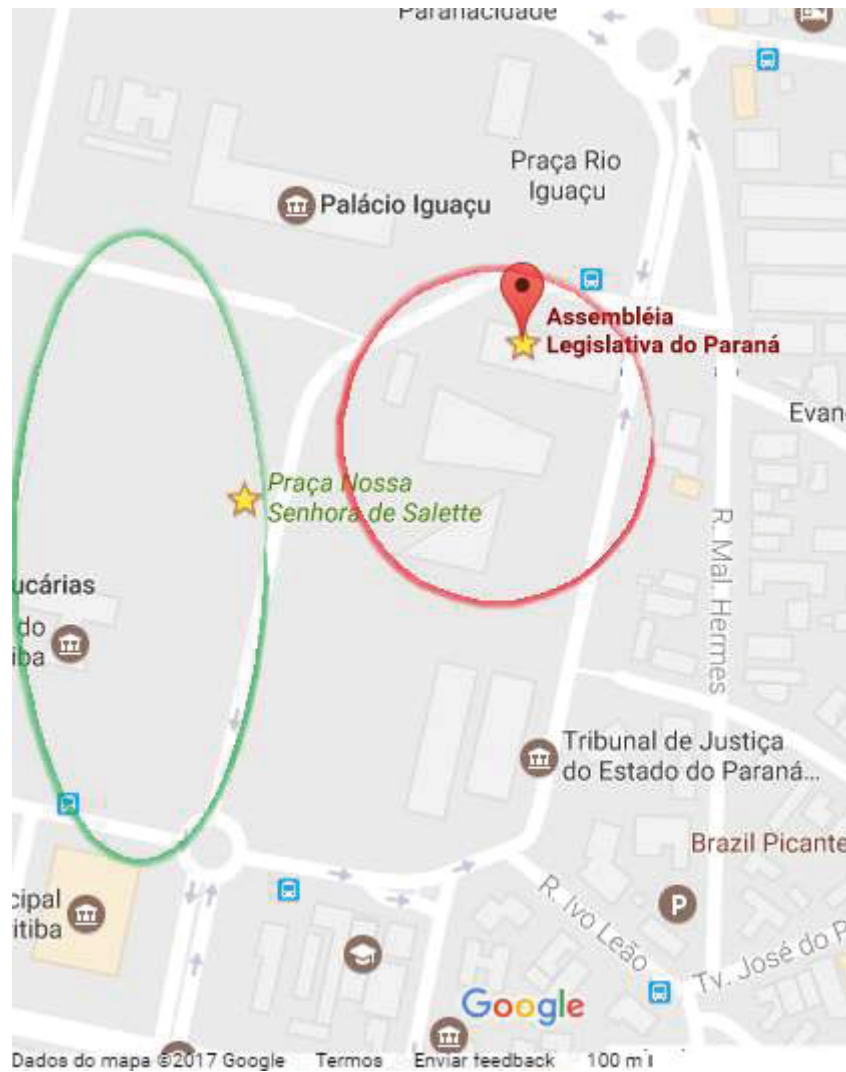 Paranacidade
Praça Rio
Iguaçu
Palácio Iguaçu
Assembléia
Legislativa do Paraná
Evan
Praça Nossa
Senhora de Salette
R. Mal. Hermes
ucárias
do
iba
Tribunal de Justiça
do Estado do Paraná...
Brazil Picante
R. Ivo Leão
P
cipal
itiba
Tv. José do P
Google
Dados do mapa ©2017 Google Termos Enviar feedback 100 m